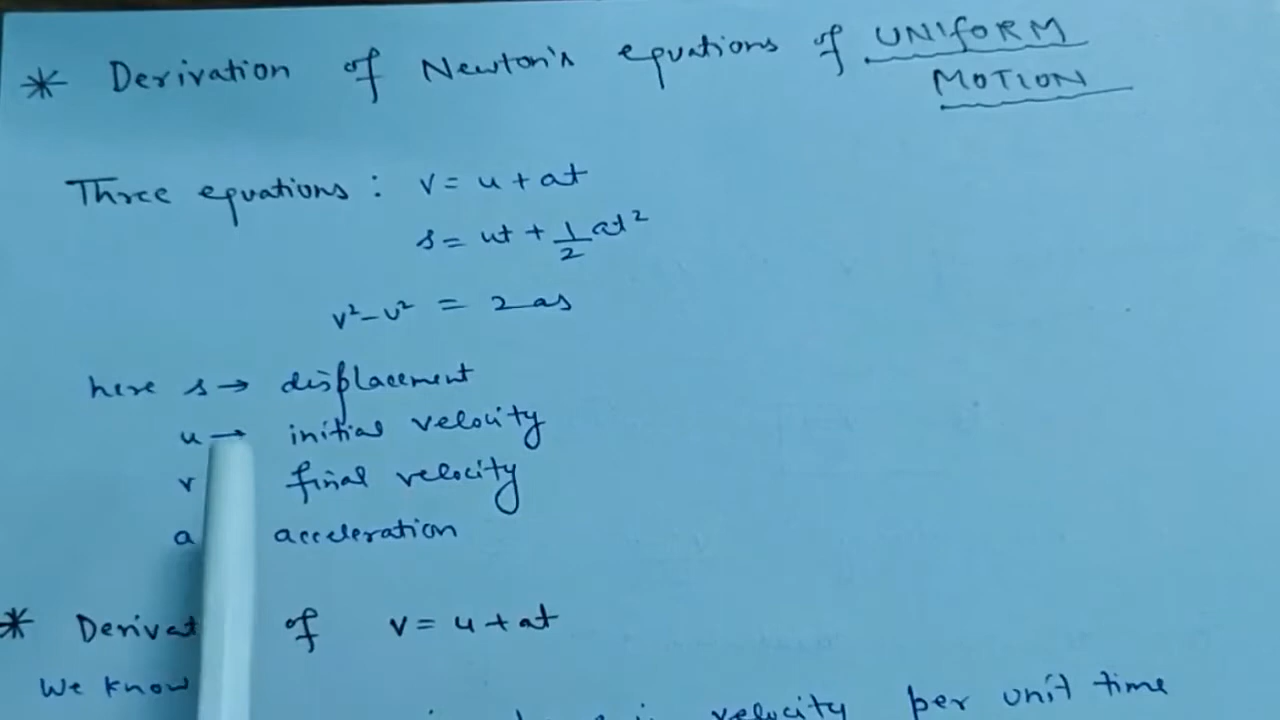 * Derivation of Newton's equations of UNIFORM
MOTION
Three equations : v = u + at
s = ut + 1/2 at²
v² - u² = 2as
here s → displacement
u → initial velocity
v final velocity
a acceleration
* Derivat of v = u + at
We know
velocity per unit time